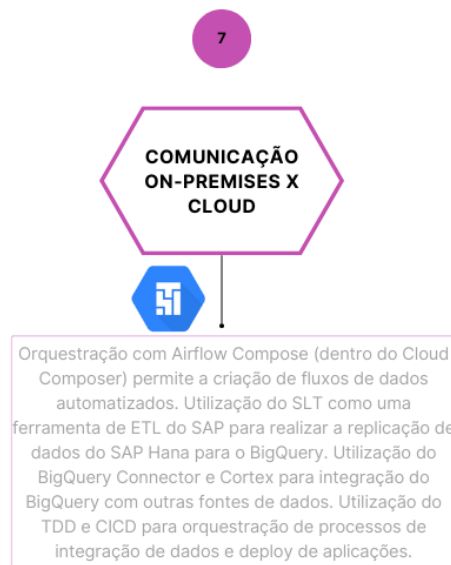 7
COMUNICAÇÃO
ON-PREMISES X
CLOUD
Orquestração com Airflow Compose (dentro do Cloud
Composer) permite a criação de fluxos de dados
automatizados. Utilização do SLT como uma
ferramenta de ETL do SAP para realizar a replicação de
dados do SAP Hana para o BigQuery. Utilização do
BigQuery Connector e Cortex para integração do
BigQuery com outras fontes de dados. Utilização do
TDD e CICD para orquestração de processos de
integração de dados e deploy de aplicações.